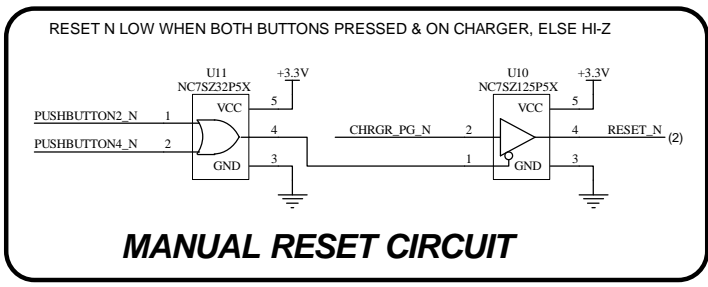 RESET N LOW WHEN BOTH BUTTONS PRESSED & ON CHARGER, ELSE HI-Z
U11
NC7SZ32P5X
+3.3V
VCC
5
PUSHBUTTON2_N
1
4
PUSHBUTTON4_N
2
GND
3
U10
NC7SZ125P5X
+3.3V
VCC
5
CHRGR_PG_N
2
4
RESET_N
(2)
1
GND
3
MANUAL RESET CIRCUIT